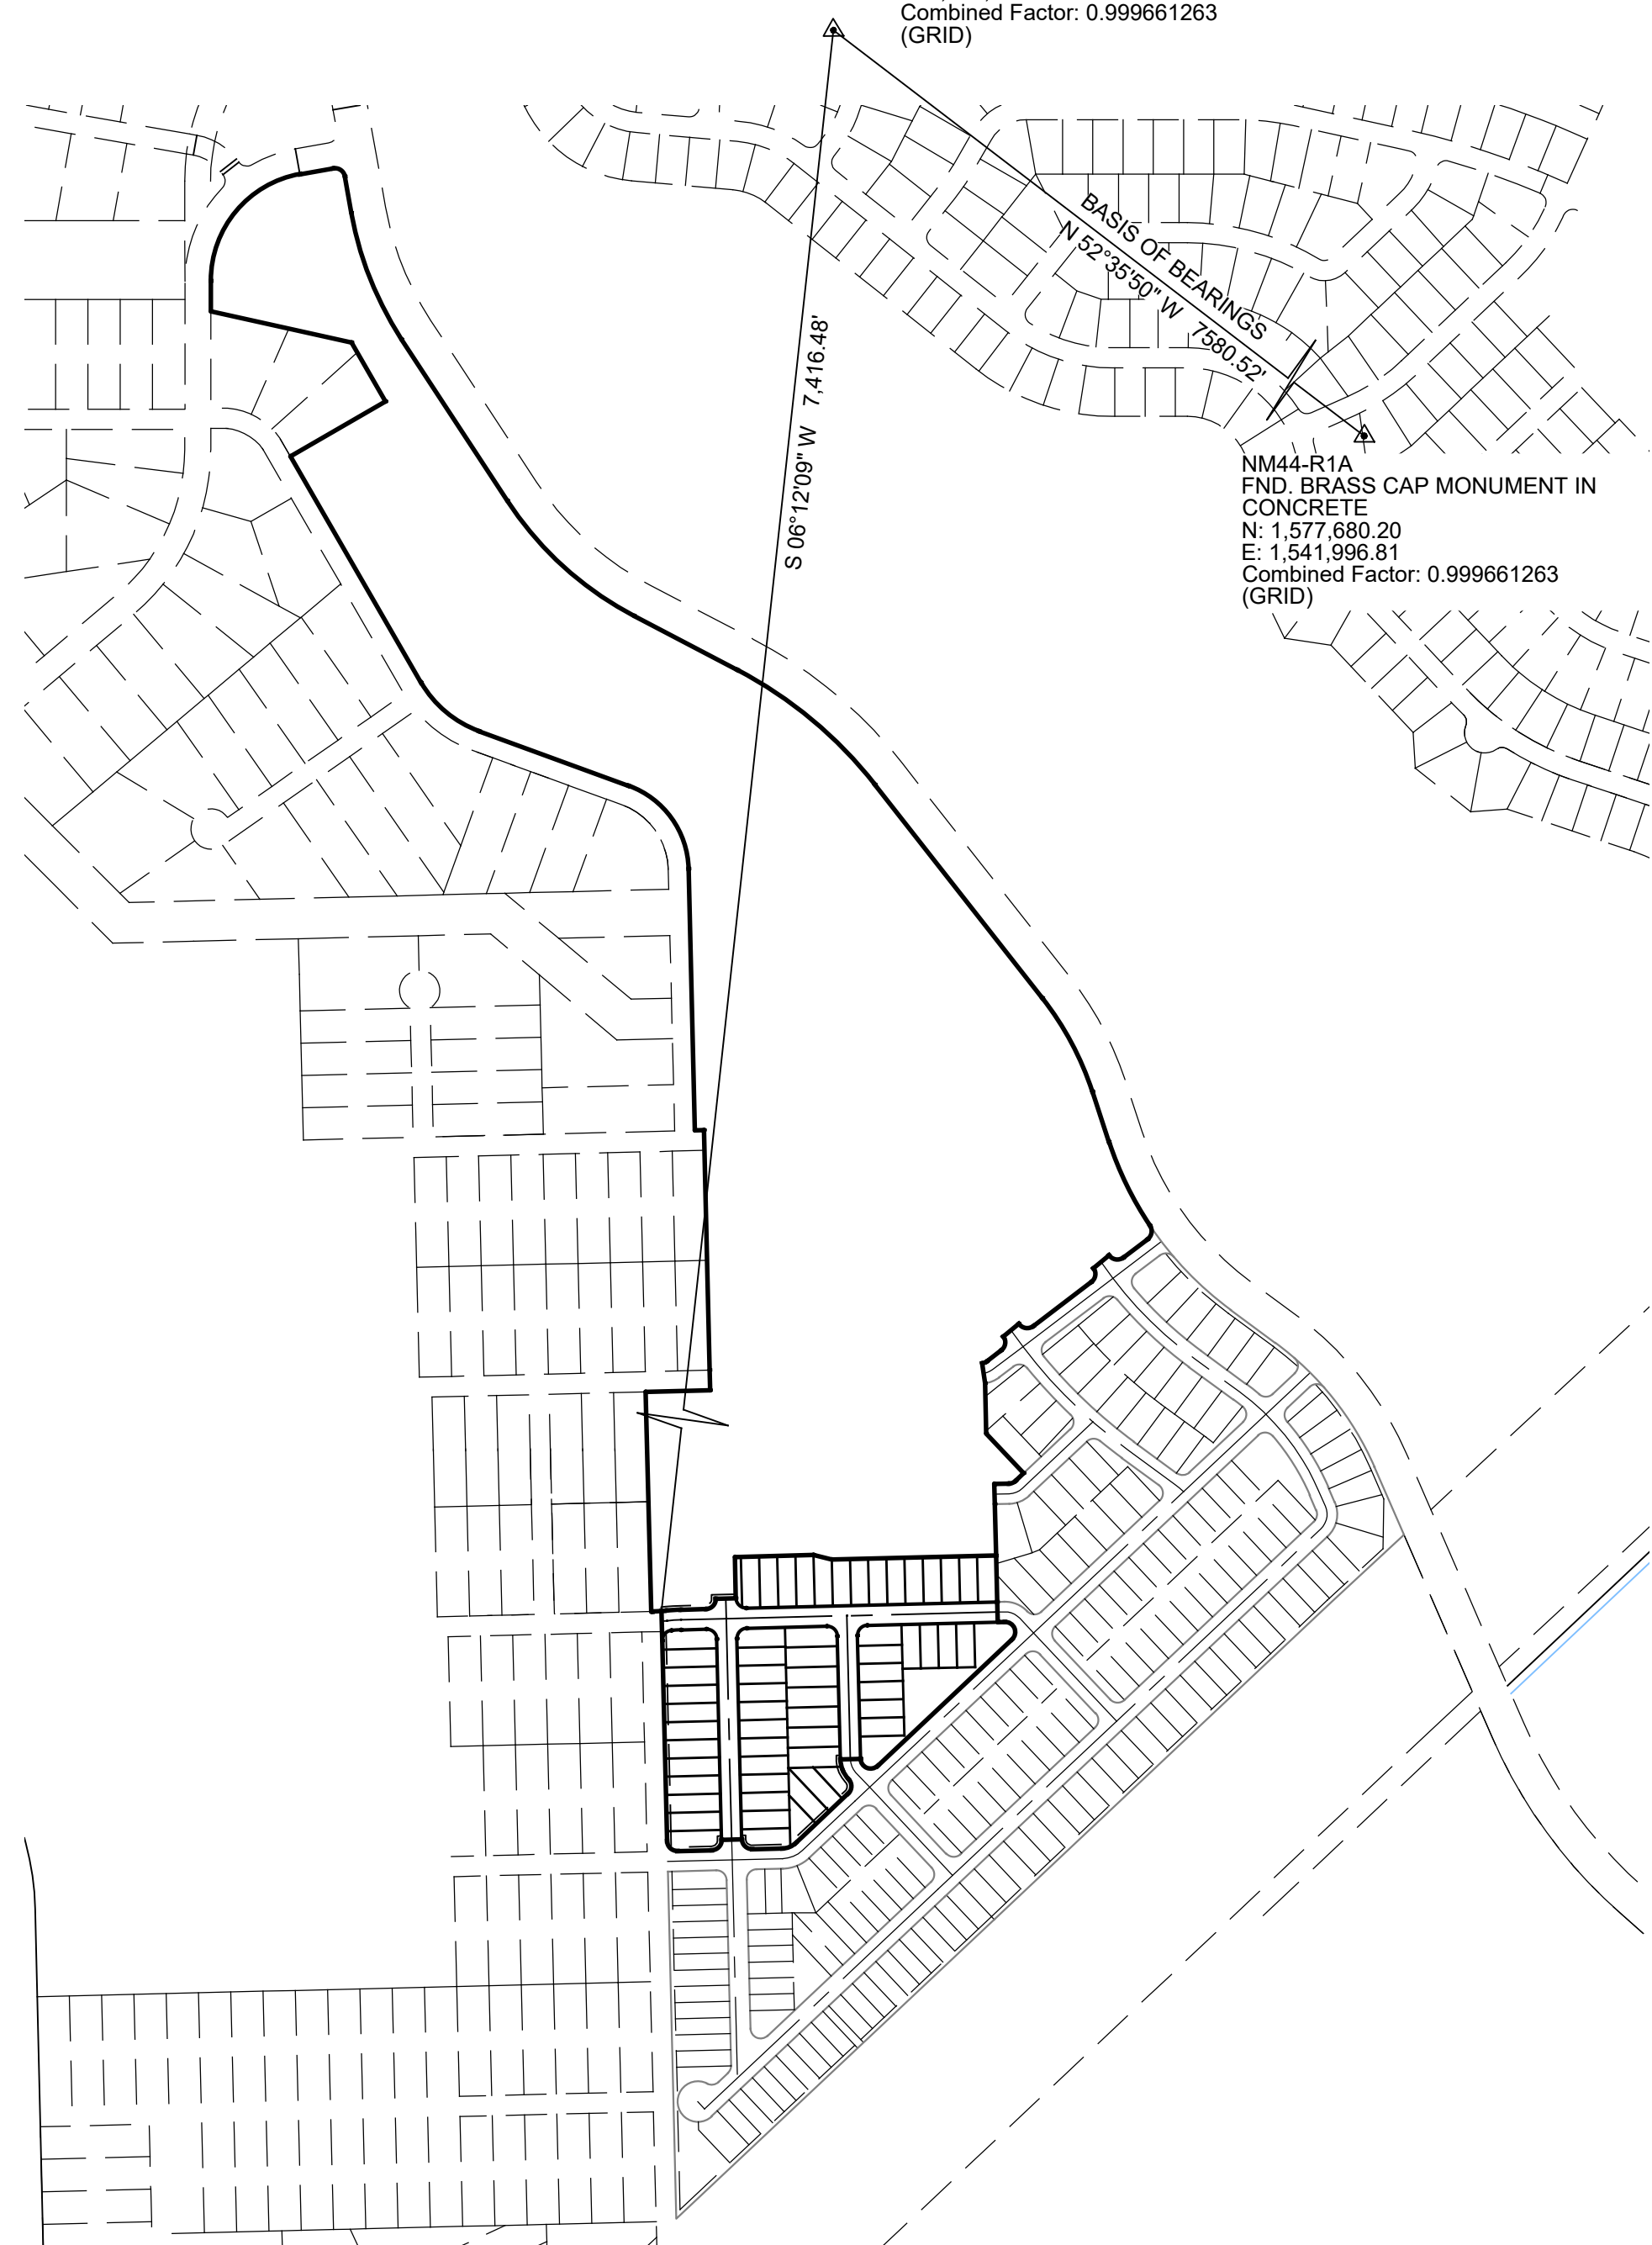 Combined Factor: 0.999661263
(GRID)
BASIS OF BEARINGS
N 52°35'50" W 7580.52'
S 06°12'09" W 7,416.48'
NM44-R1A
FND. BRASS CAP MONUMENT IN
CONCRETE
N: 1,577,680.20
E: 1,541,996.81
Combined Factor: 0.999661263
(GRID)